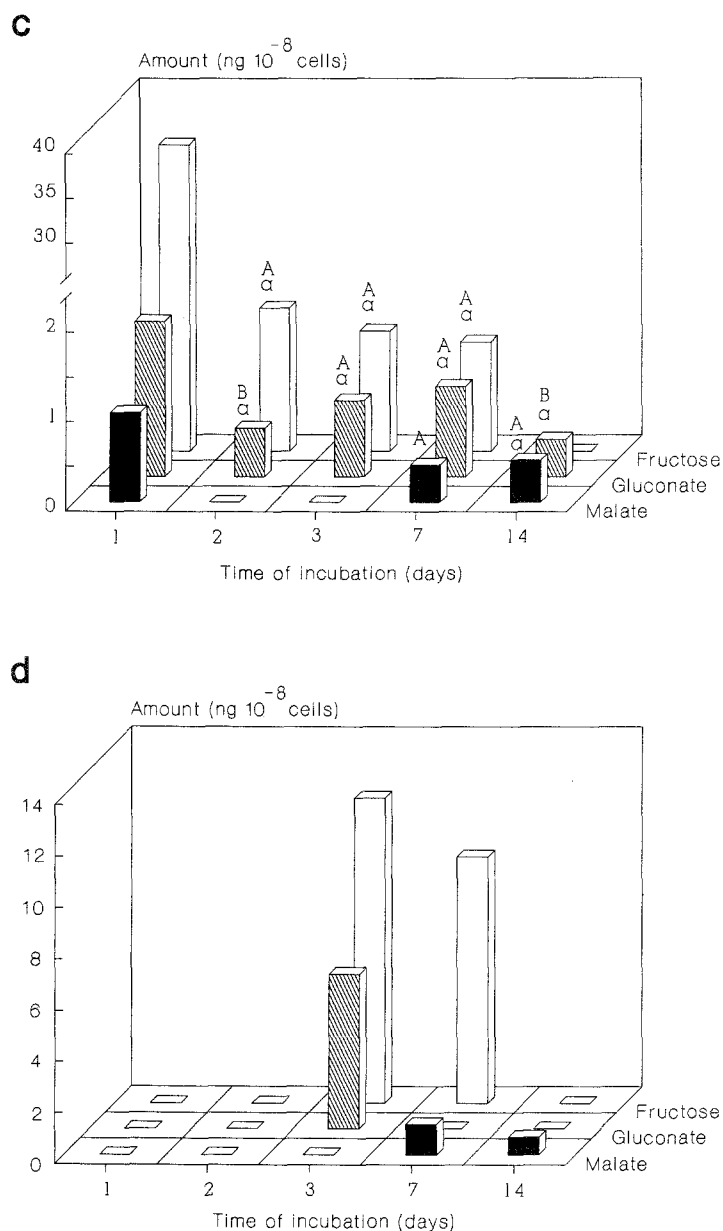 c
Amount (ng 10⁻⁸ cells)
40
35
30
2
1
0
A
α
A
α
A
α
B
α
A
α
A
α
B
α
A
A
α
Fructose
Gluconate
Malate
1 2 3 7 14
Time of incubation (days)
d
Amount (ng 10⁻⁸ cells)
14
12
10
8
6
4
2
0
Fructose
Gluconate
Malate
1 2 3 7 14
Time of incubation (days)